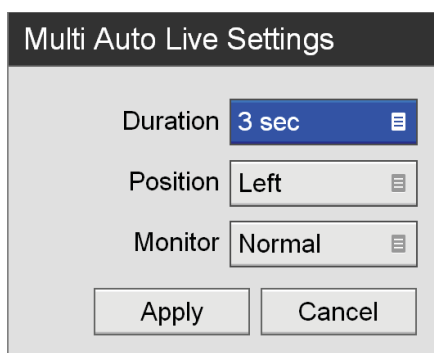 Multi Auto Live Settings
Duration 3 sec
Position Left
Monitor Normal
Apply Cancel